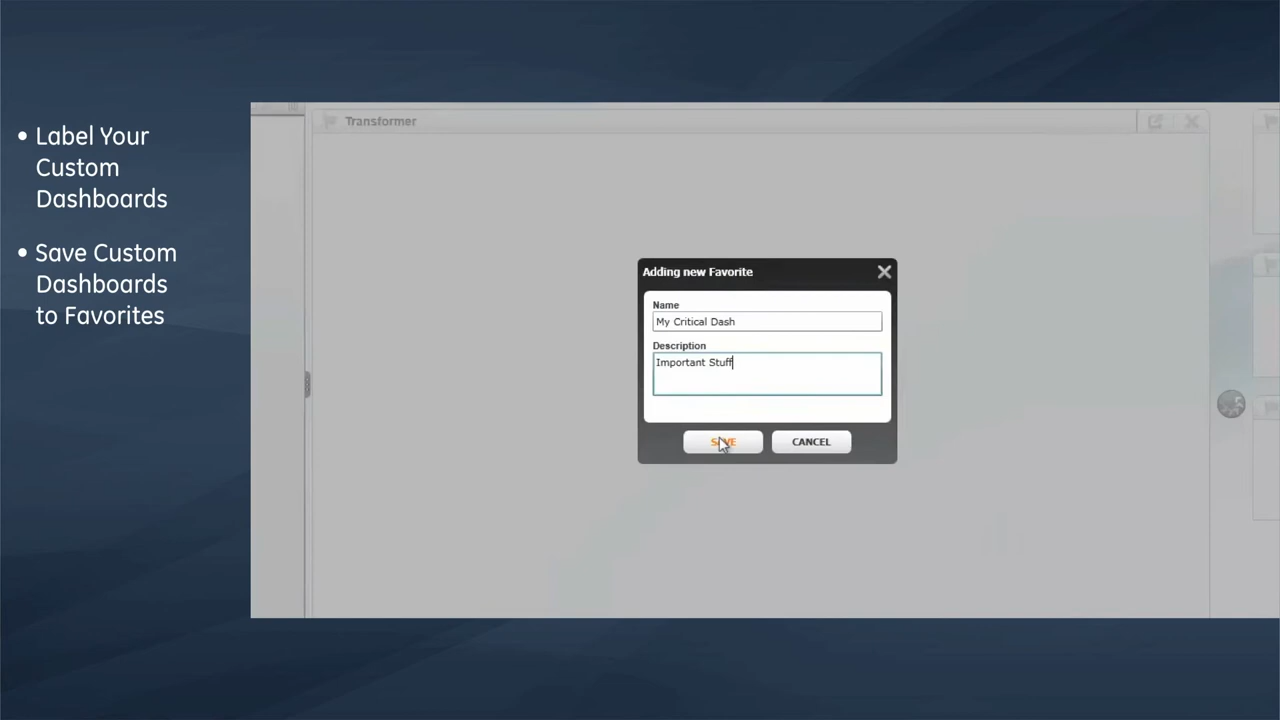 • Label Your
Custom
Dashboards
• Save Custom
Dashboards
to Favorites
Transformer
Adding new Favorite
Name
My Critical Dash
Description
Important Stuff
SAVE
CANCEL